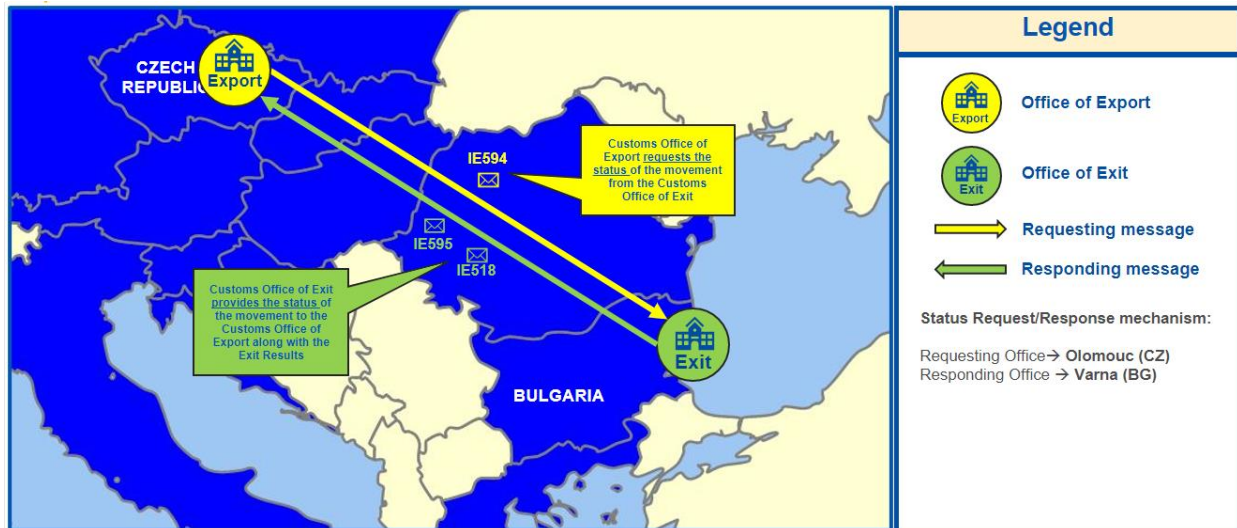 CZECH
REPUBLIC
Export
IE594
Customs Office of
Export requests the
status of the movement
from the Customs
Office of Exit
IE595
IE518
Customs Office of Exit
provides the status of
the movement to the
Customs Office of
Export along with the
Exit Results
Exit
BULGARIA
Legend
Export
Office of Export
Exit
Office of Exit
Requesting message
Responding message
Status Request/Response mechanism:
Requesting Office→ Olomouc (CZ)
Responding Office → Varna (BG)